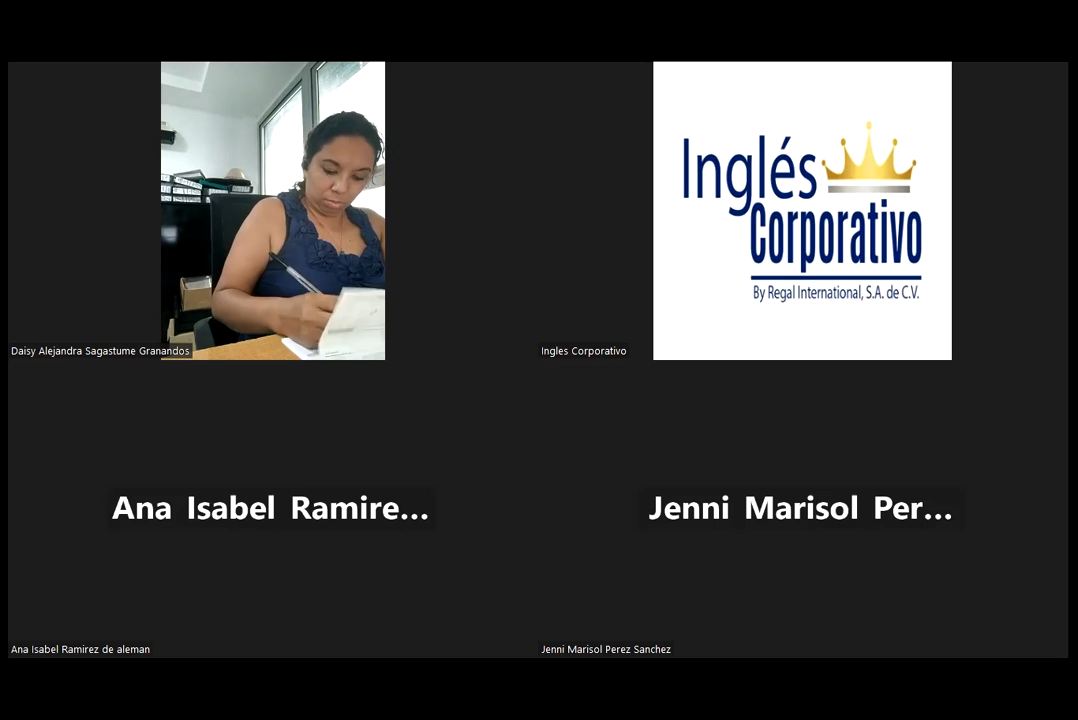 Inglés
Corporativo
By Regal International, S.A. de C.V.
Daisy Alejandra Sagastume Granandos
Ingles Corporativo
Ana Isabel Ramire...
Jenni Marisol Per...
Ana Isabel Ramirez de aleman
Jenni Marisol Perez Sanchez